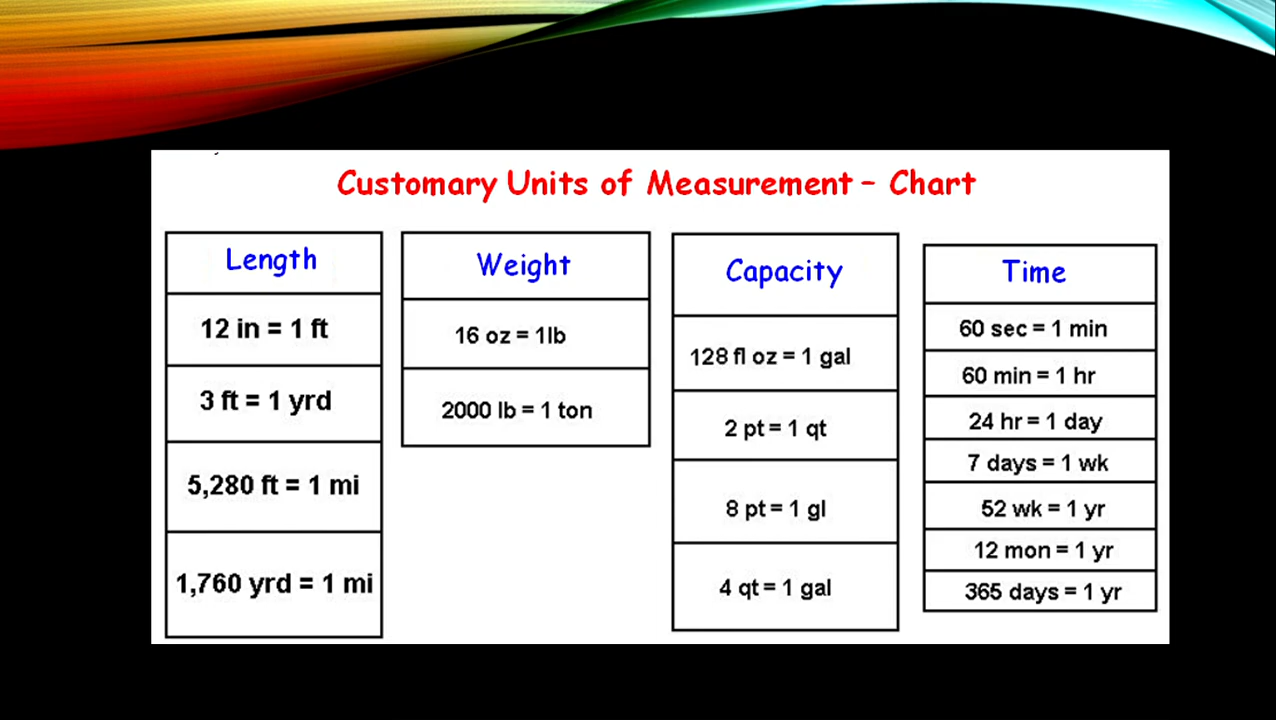 Customary Units of Measurement – Chart
Length
12 in = 1 ft
3 ft = 1 yrd
5,280 ft = 1 mi
1,760 yrd = 1 mi
Weight
16 oz = 1lb
2000 lb = 1 ton
Capacity
128 fl oz = 1 gal
2 pt = 1 qt
8 pt = 1 gl
4 qt = 1 gal
Time
60 sec = 1 min
60 min = 1 hr
24 hr = 1 day
7 days = 1 wk
52 wk = 1 yr
12 mon = 1 yr
365 days = 1 yr